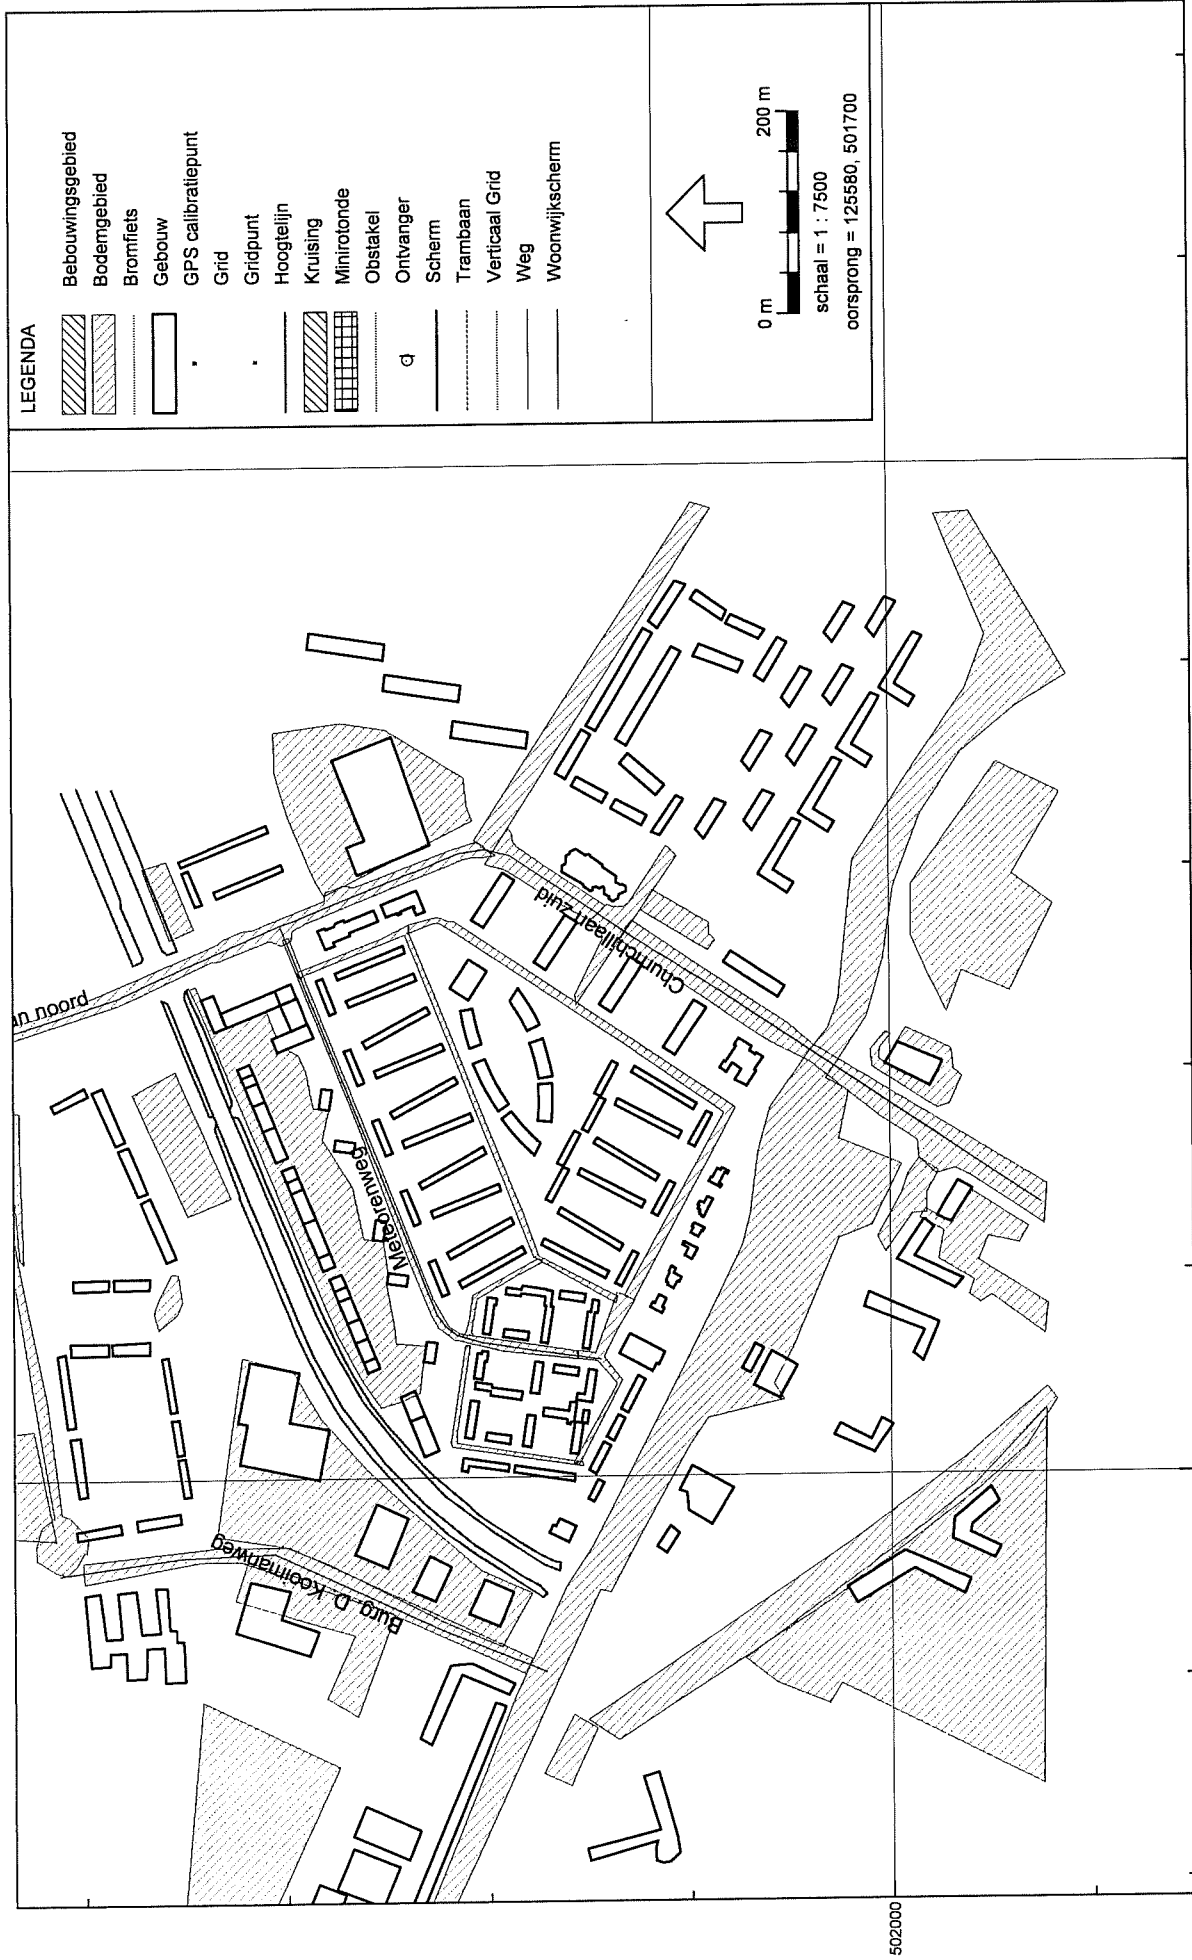 LEGENDA
Bebouwingsgebied
Bodemgebied
Bromfiets
Gebouw
GPS calibratiepunt
Grid
Gridpunt
Hoogtelijn
Kruising
Minirotonde
Obstakel
Ontvanger
Scherm
Trambaan
Verticaal Grid
Weg
Woonwijkscherm
0 m
200 m
schaal = 1 : 7500
oorsprong = 125580, 501700
an noord
Churchillaan zuid
Meteorenweg
Burg. D. Kooimanweg
502000